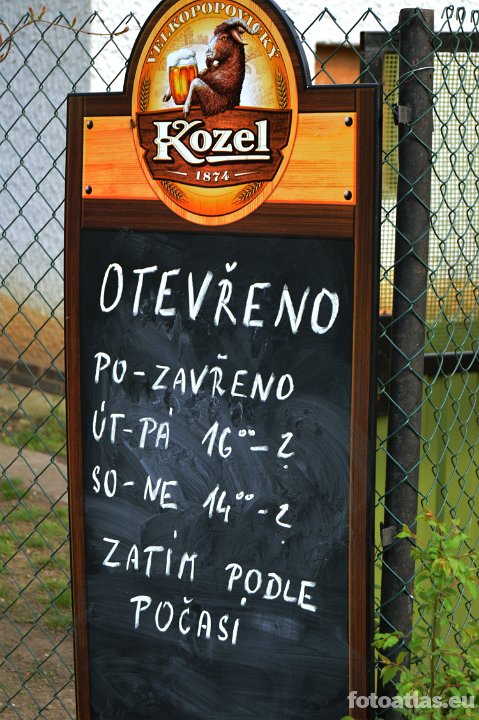 VELKOPOPOVICKÝ
Kozel
1874
OTEVŘENO
PO-ZAVŘENO
ÚT-PÁ 16⁰⁰-?
SO-NE 14⁰⁰-?
ZATÍM PODLE
POČASÍ
fotoatlas.eu